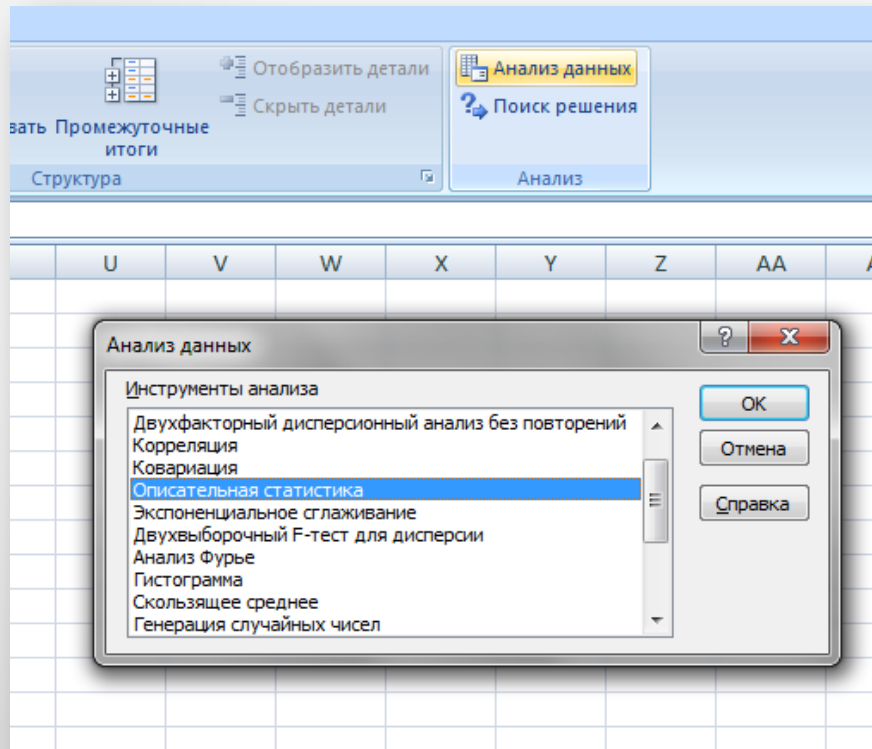 Отобразить детали
Скрыть детали
Промежуточные
итоги
Структура
Анализ данных
Поиск решения
Анализ
U V W X Y Z AA
Анализ данных
Инструменты анализа
Двухфакторный дисперсионный анализ без повторений
Корреляция
Ковариация
Описательная статистика
Экспоненциальное сглаживание
Двухвыборочный F-тест для дисперсии
Анализ Фурье
Гистограмма
Скользящее среднее
Генерация случайных чисел
OK
Отмена
Справка